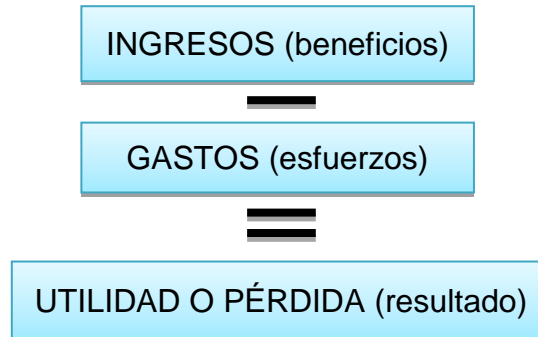 INGRESOS (beneficios)
GASTOS (esfuerzos)
UTILIDAD O PÉRDIDA (resultado)